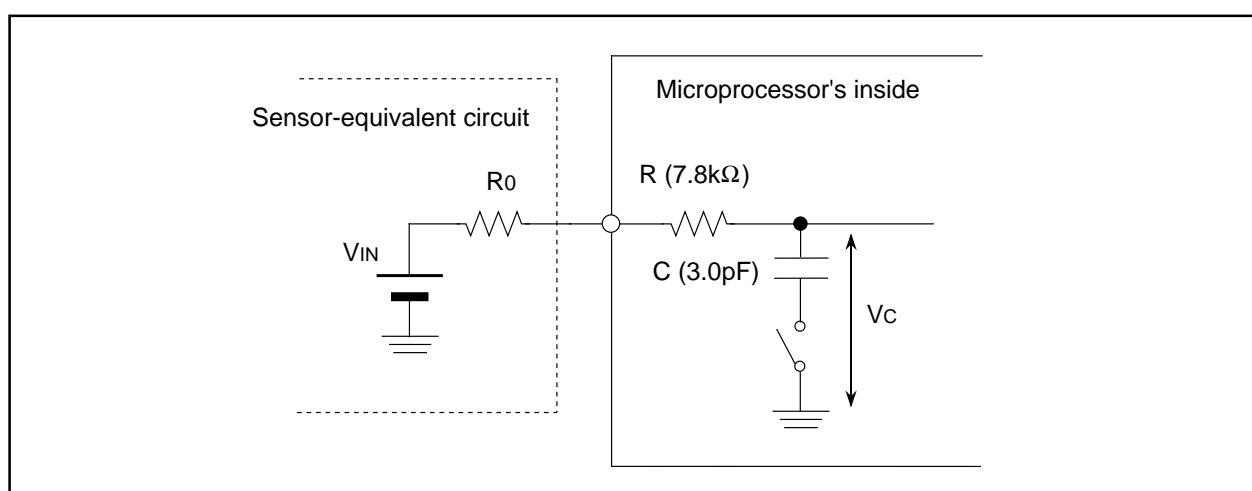 Microprocessor's inside
Sensor-equivalent circuit
R0
R (7.8kΩ)
VIN
C (3.0pF)
VC